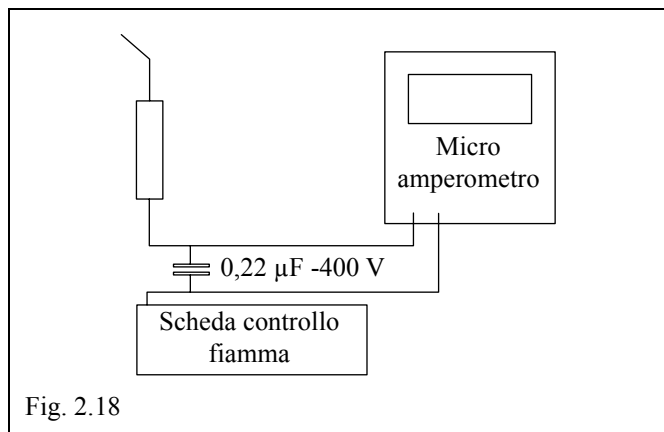 Micro
amperometro
0,22 µF -400 V
Scheda controllo
fiamma
Fig. 2.18